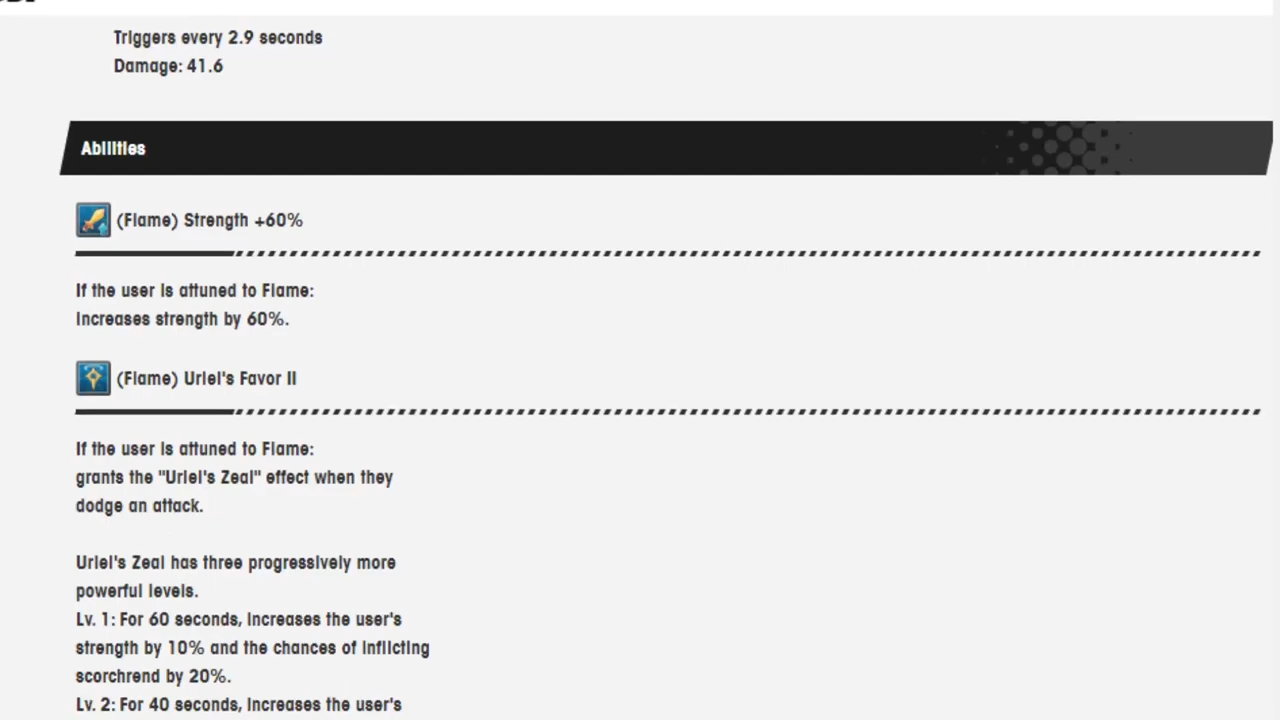 Triggers every 2.9 seconds
Damage: 41.6
Abilities
(Flame) Strength +60%
If the user is attuned to Flame:
Increases strength by 60%.
(Flame) Uriel's Favor II
If the user is attuned to Flame:
grants the "Uriel's Zeal" effect when they
dodge an attack.
Uriel's Zeal has three progressively more
powerful levels.
Lv. 1: For 60 seconds, increases the user's
strength by 10% and the chances of inflicting
scorchrend by 20%.
Lv. 2: For 40 seconds, increases the user's